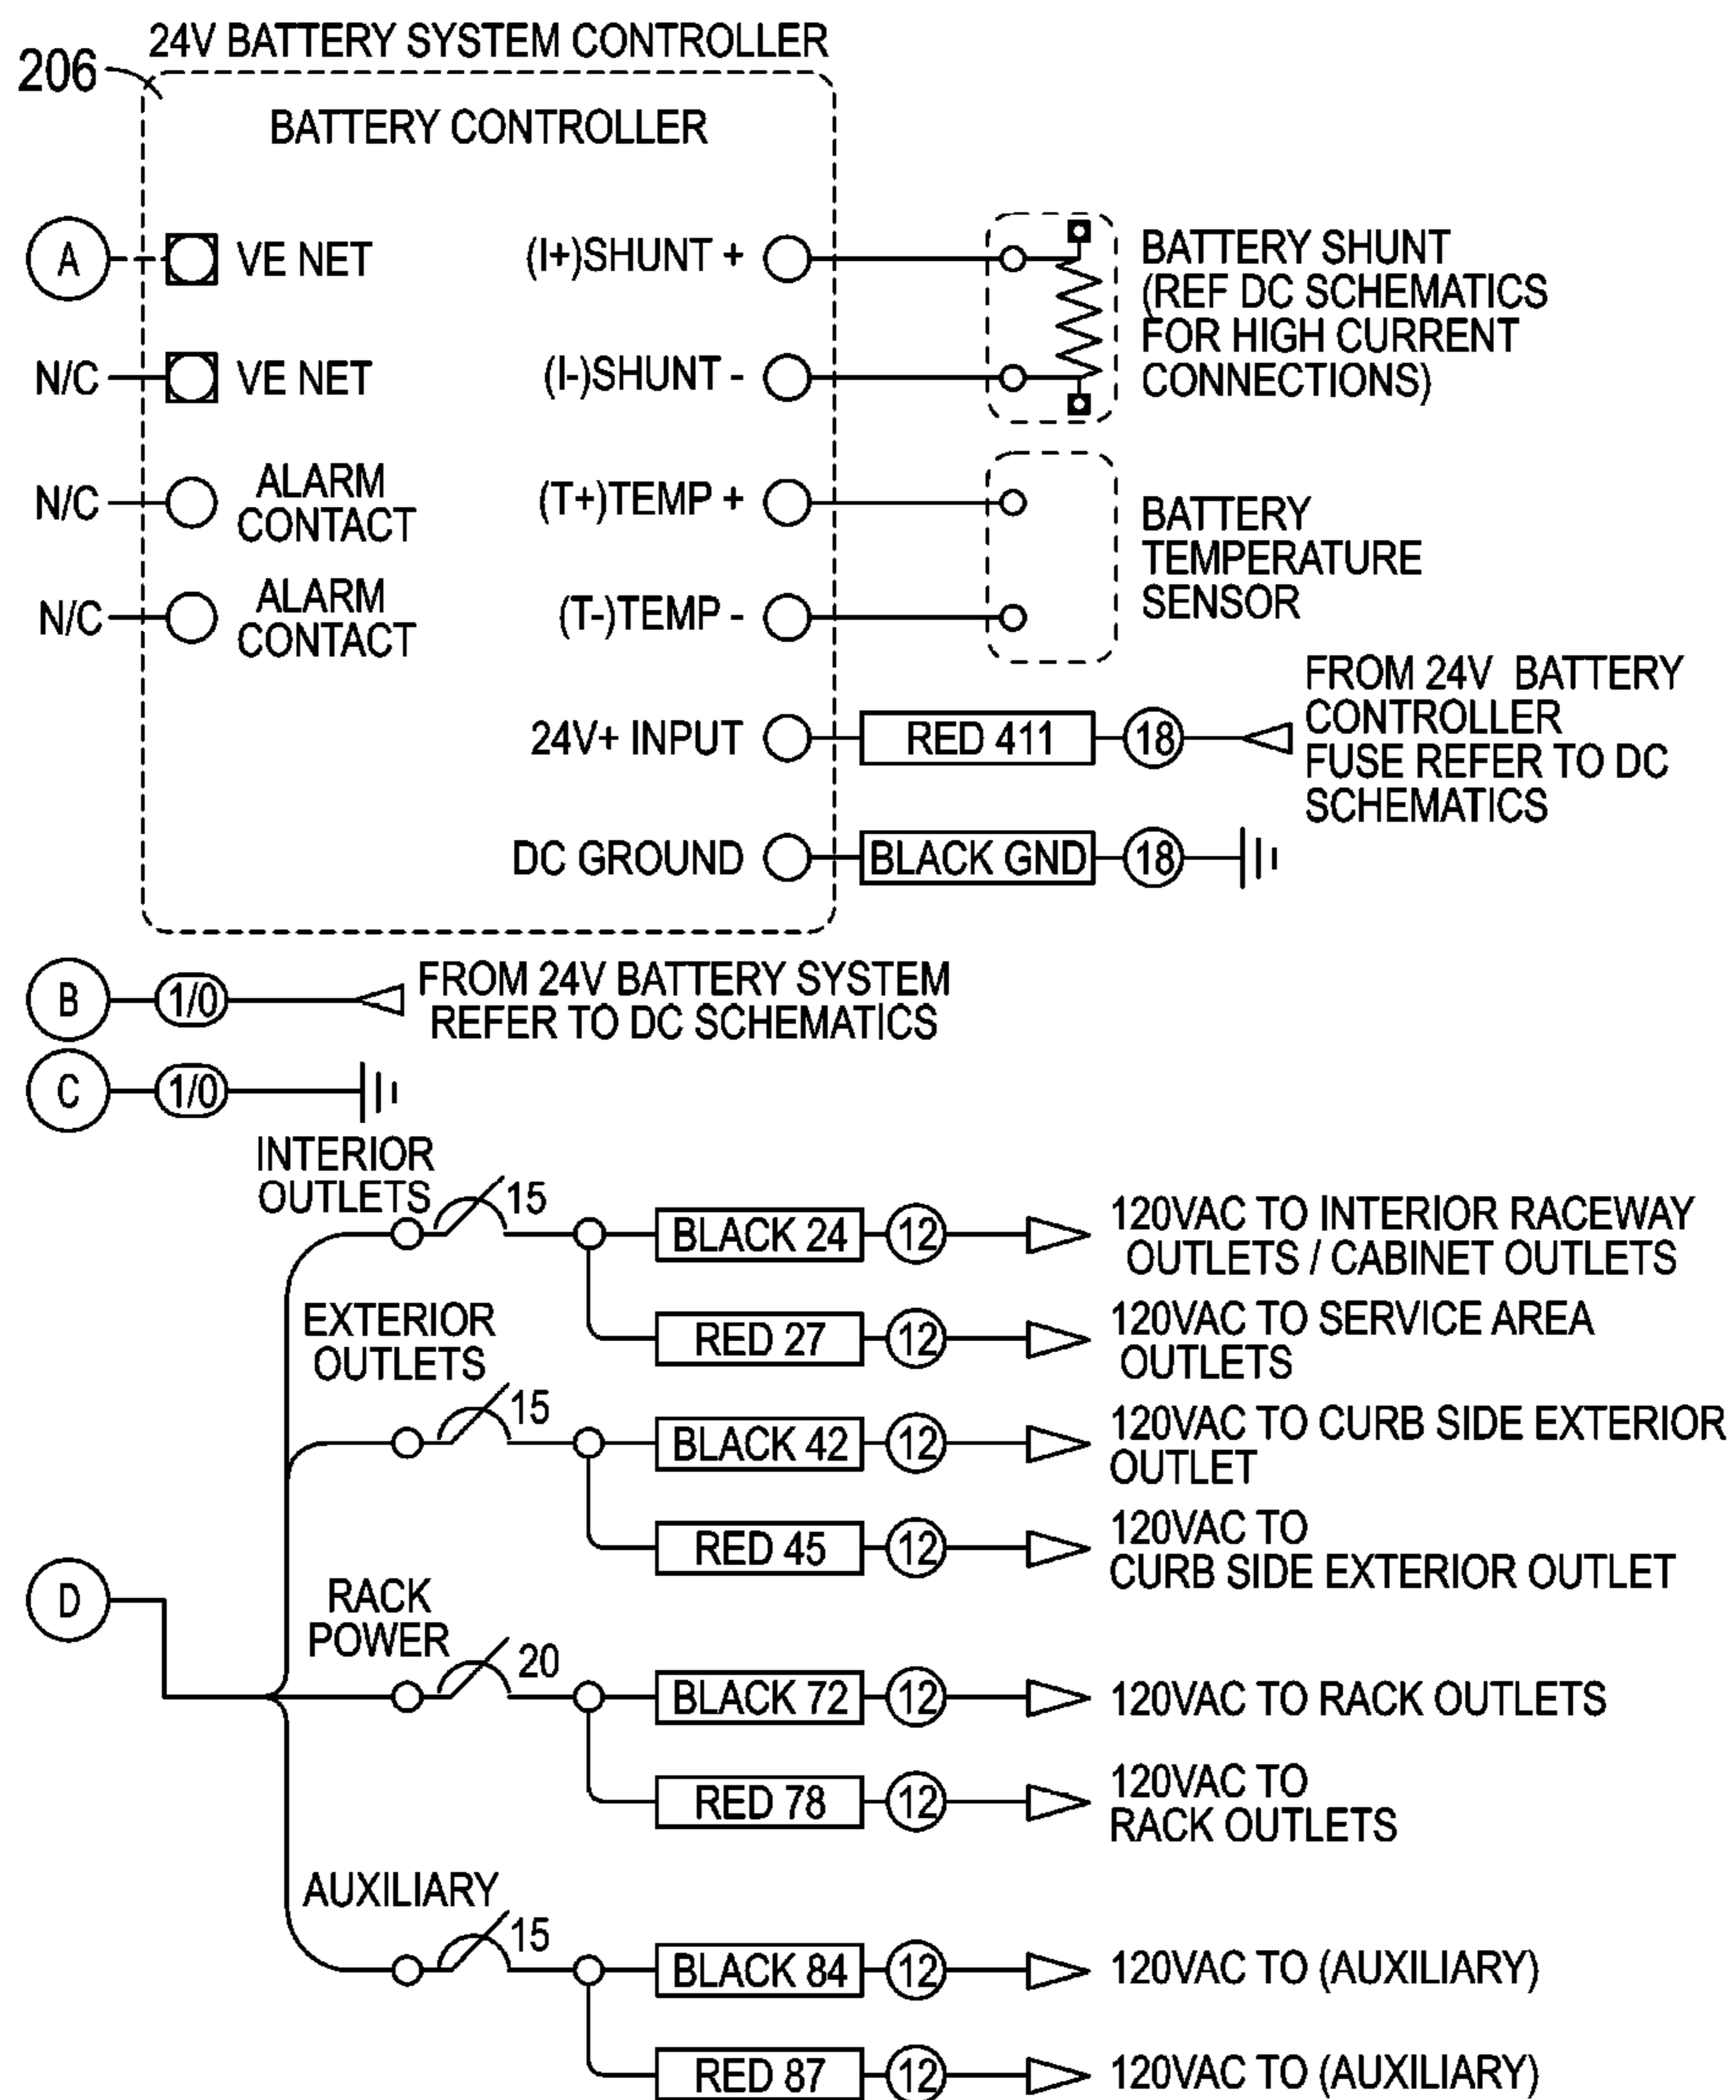 24V BATTERY SYSTEM CONTROLLER
206
BATTERY CONTROLLER
A
VE NET
(I+)SHUNT +
BATTERY SHUNT
(REF DC SCHEMATICS
FOR HIGH CURRENT
CONNECTIONS)
N/C
VE NET
(I-)SHUNT -
N/C
ALARM
CONTACT
(T+)TEMP +
BATTERY
TEMPERATURE
SENSOR
N/C
ALARM
CONTACT
(T-)TEMP -
24V+ INPUT
RED 411
18
FROM 24V BATTERY
CONTROLLER
FUSE REFER TO DC
SCHEMATICS
DC GROUND
BLACK GND
18
B
1/0
FROM 24V BATTERY SYSTEM
REFER TO DC SCHEMATICS
C
1/0
INTERIOR
OUTLETS
15
BLACK 24
12
120VAC TO INTERIOR RACEWAY
OUTLETS / CABINET OUTLETS
RED 27
12
120VAC TO SERVICE AREA
OUTLETS
EXTERIOR
OUTLETS
15
BLACK 42
12
120VAC TO CURB SIDE EXTERIOR
OUTLET
RED 45
12
120VAC TO
CURB SIDE EXTERIOR OUTLET
D
RACK
POWER
20
BLACK 72
12
120VAC TO RACK OUTLETS
RED 78
12
120VAC TO
RACK OUTLETS
AUXILIARY
15
BLACK 84
12
120VAC TO (AUXILIARY)
RED 87
12
120VAC TO (AUXILIARY)